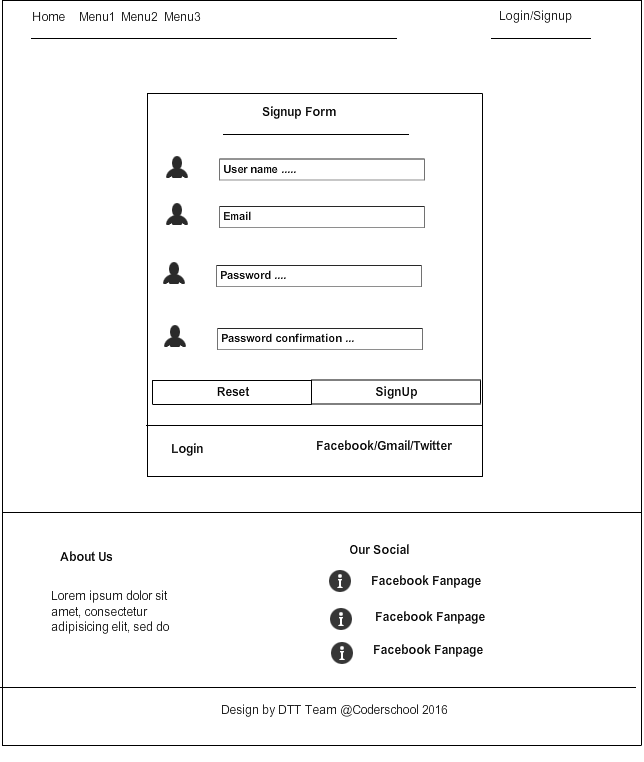 Home Menu1 Menu2 Menu3 Login/Signup
Signup Form
User name .....
Email
Password ....
Password confirmation ...
Reset SignUp
Login Facebook/Gmail/Twitter
About Us
Lorem ipsum dolor sit
amet, consectetur
adipisicing elit, sed do
Our Social
Facebook Fanpage
Facebook Fanpage
Facebook Fanpage
Design by DTT Team @Coderschool 2016